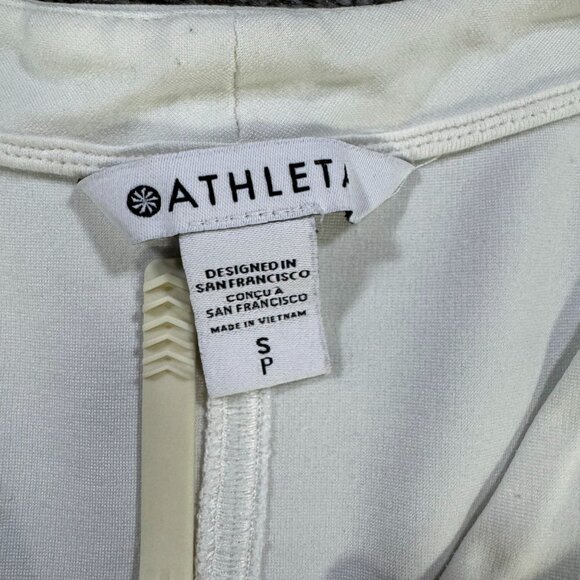 ATHLETA
DESIGNED IN
SAN FRANCISCO
CONÇU À
SAN FRANCISCO
MADE IN VIETNAM
S
P